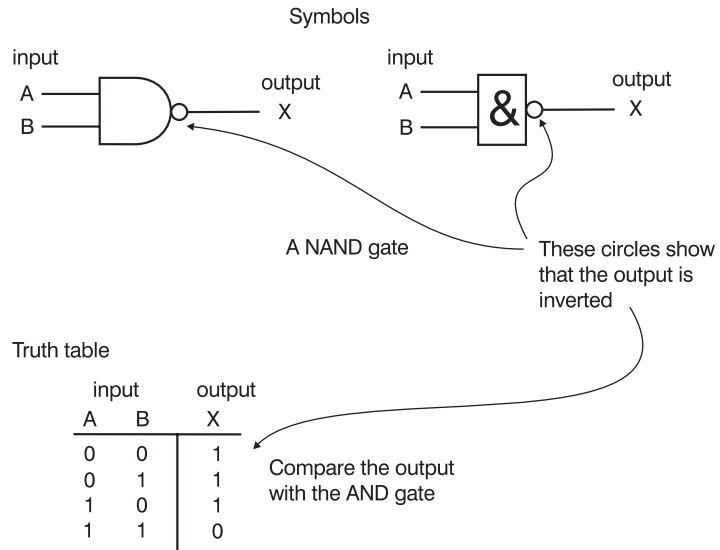 Symbols
input
A
B
output
X
input
A
B
&
output
X
A NAND gate
These circles show
that the output is
inverted
Truth table
input output
A B X
0 0 1
0 1 1
1 0 1
1 1 0
Compare the output
with the AND gate